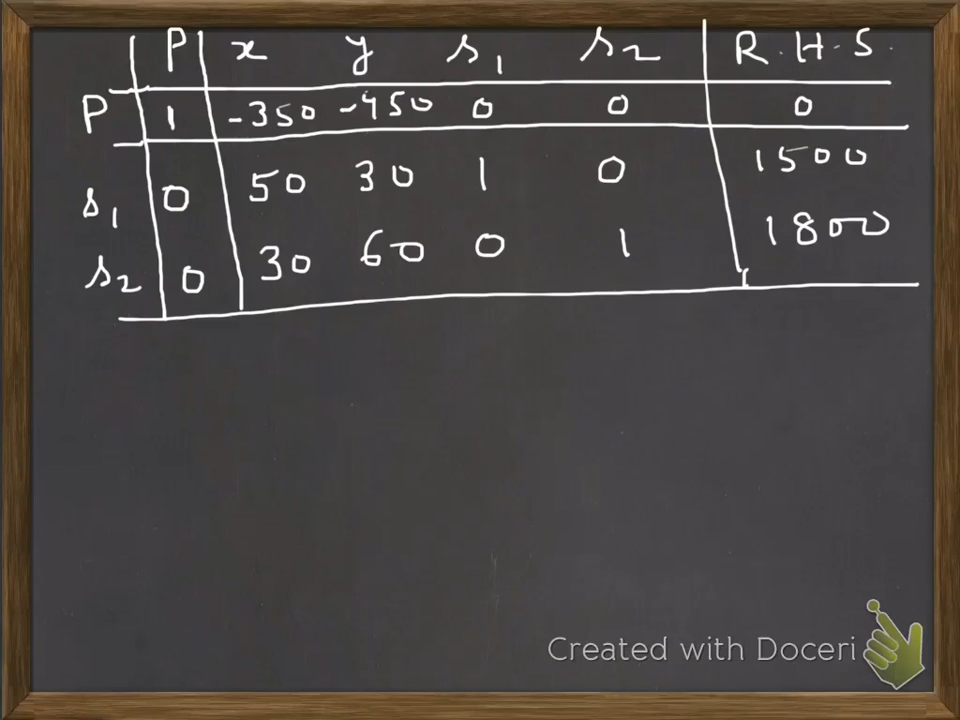 P x y s₁ s₂ R.H.S.
P 1 -350 -450 0 0 0
s₁ 0 50 30 1 0 1500
s₂ 0 30 60 0 1 1800
Created with Doceri